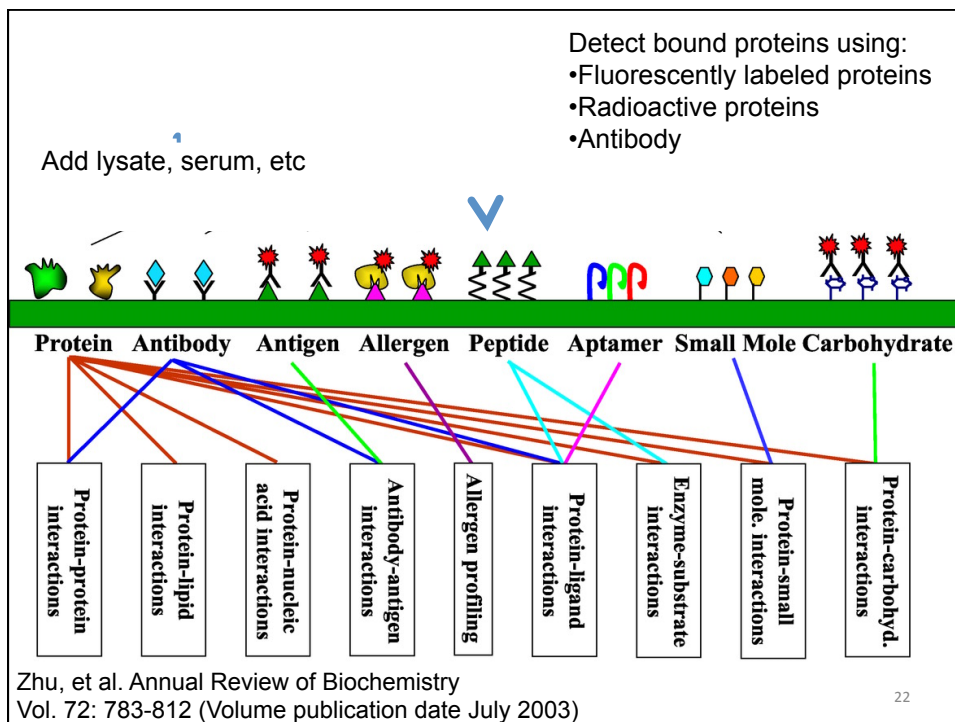 Detect bound proteins using:
•Fluorescently labeled proteins
•Radioactive proteins
•Antibody
Add lysate, serum, etc
Protein Antibody Antigen Allergen Peptide Aptamer Small Mole Carbohydrate
Protein-protein
interactions
Protein-lipid
interactions
Protein-nucleic
acid interactions
Antibody-antigen
interactions
Allergen profiling
Protein-ligand
interactions
Enzyme-substrate
interactions
Protein-small
mole. interactions
Protein-carbohyd.
interactions
Zhu, et al. Annual Review of Biochemistry
Vol. 72: 783-812 (Volume publication date July 2003)
22